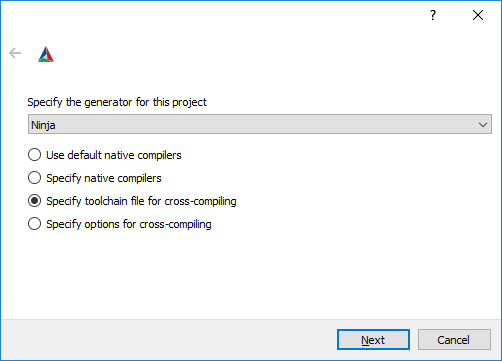 ?
Specify the generator for this project
Ninja
Use default native compilers
Specify native compilers
Specify toolchain file for cross-compiling
Specify options for cross-compiling
Next
Cancel